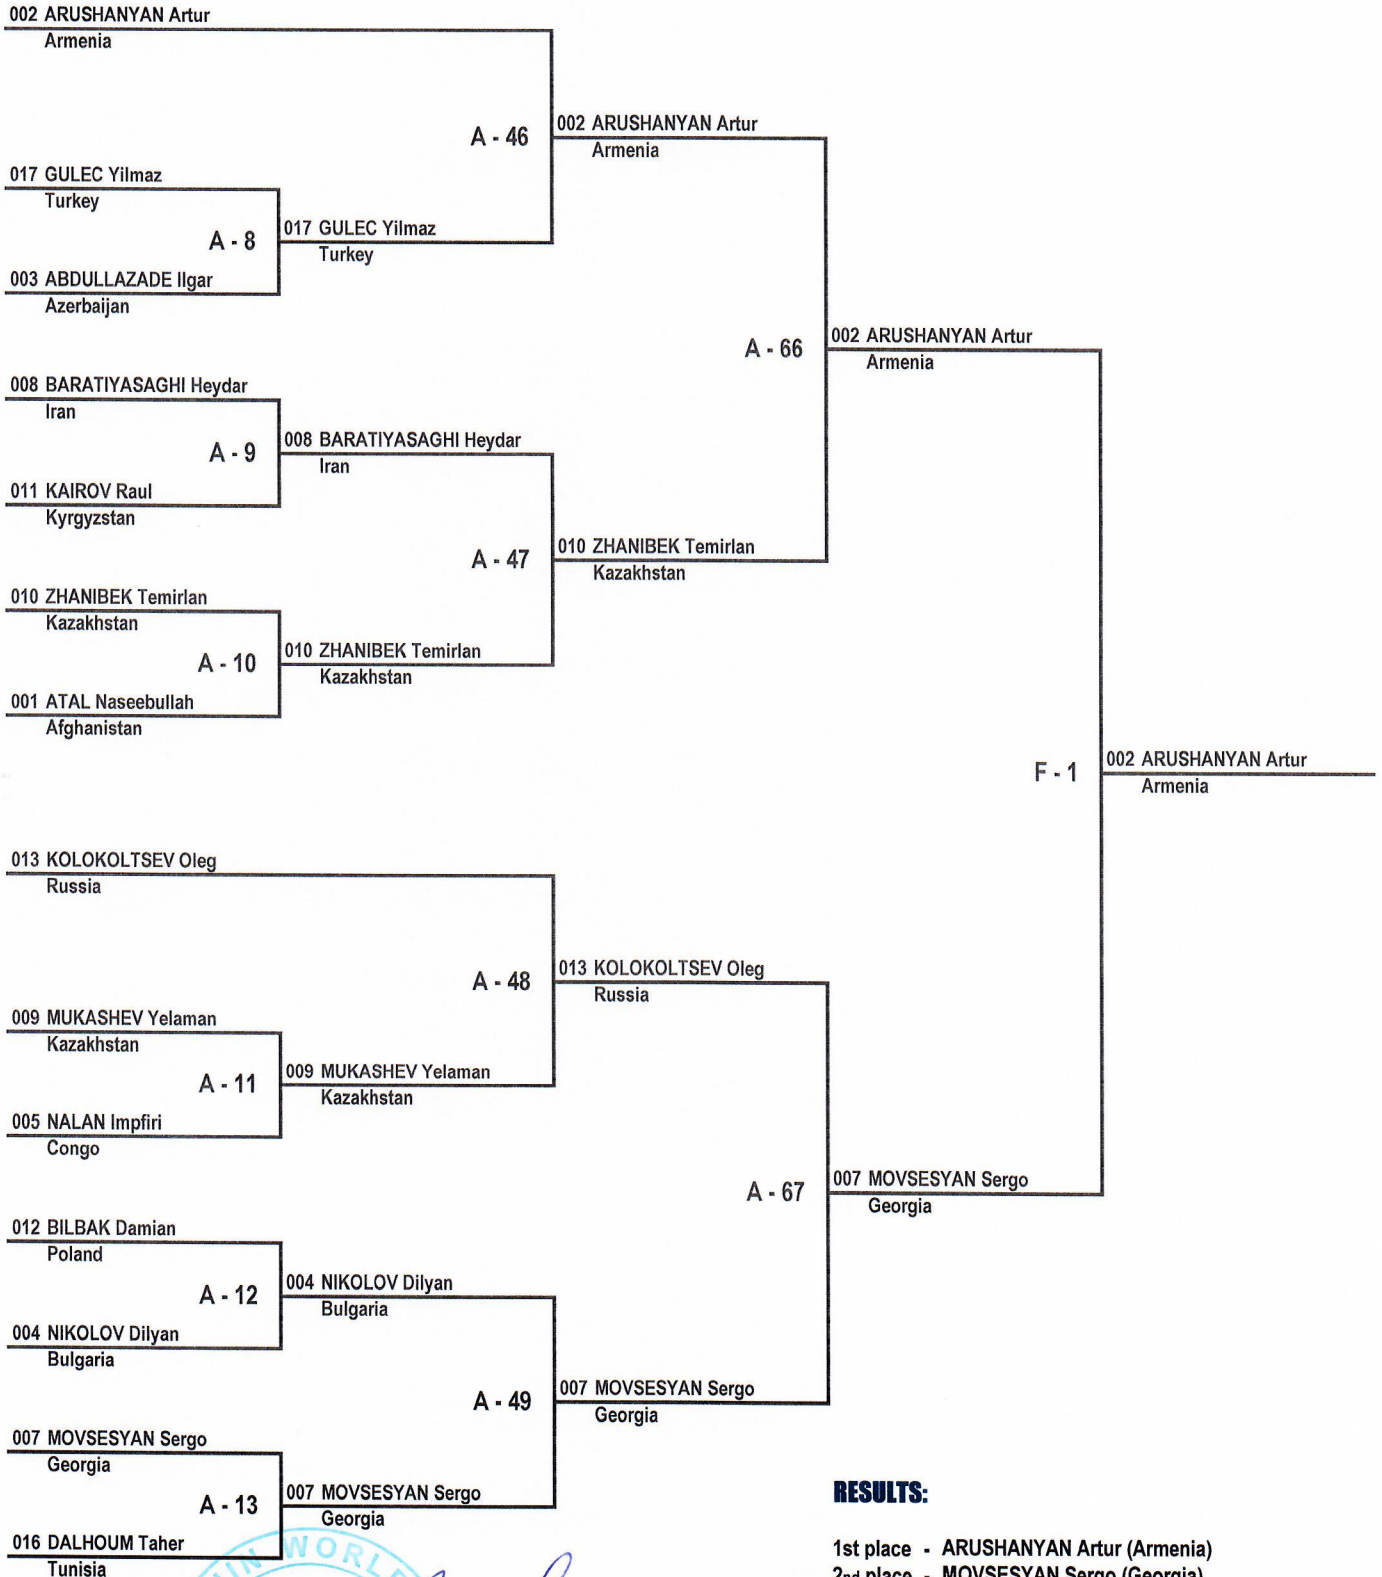 002 ARUSHANYAN Artur
Armenia
A - 46
002 ARUSHANYAN Artur
Armenia
017 GULEC Yilmaz
Turkey
A - 8
017 GULEC Yilmaz
Turkey
003 ABDULLAZADE Ilgar
Azerbaijan
A - 66
002 ARUSHANYAN Artur
Armenia
008 BARATIYASAGHI Heydar
Iran
A - 9
008 BARATIYASAGHI Heydar
Iran
011 KAIROV Raul
Kyrgyzstan
A - 47
010 ZHANIBEK Temirlan
Kazakhstan
010 ZHANIBEK Temirlan
Kazakhstan
A - 10
010 ZHANIBEK Temirlan
Kazakhstan
001 ATAL Naseebullah
Afghanistan
F - 1
002 ARUSHANYAN Artur
Armenia
013 KOLOKOLTSEV Oleg
Russia
A - 48
013 KOLOKOLTSEV Oleg
Russia
009 MUKASHEV Yelaman
Kazakhstan
A - 11
009 MUKASHEV Yelaman
Kazakhstan
005 NALAN Impfiri
Congo
A - 67
007 MOVSESYAN Sergo
Georgia
012 BILBAK Damian
Poland
A - 12
004 NIKOLOV Dilyan
Bulgaria
004 NIKOLOV Dilyan
Bulgaria
A - 49
007 MOVSESYAN Sergo
Georgia
007 MOVSESYAN Sergo
Georgia
A - 13
007 MOVSESYAN Sergo
Georgia
016 DALHOUM Taher
Tunisia
RESULTS:
1st place - ARUSHANYAN Artur (Armenia)
2nd place - MOVSESYAN Sergo (Georgia)